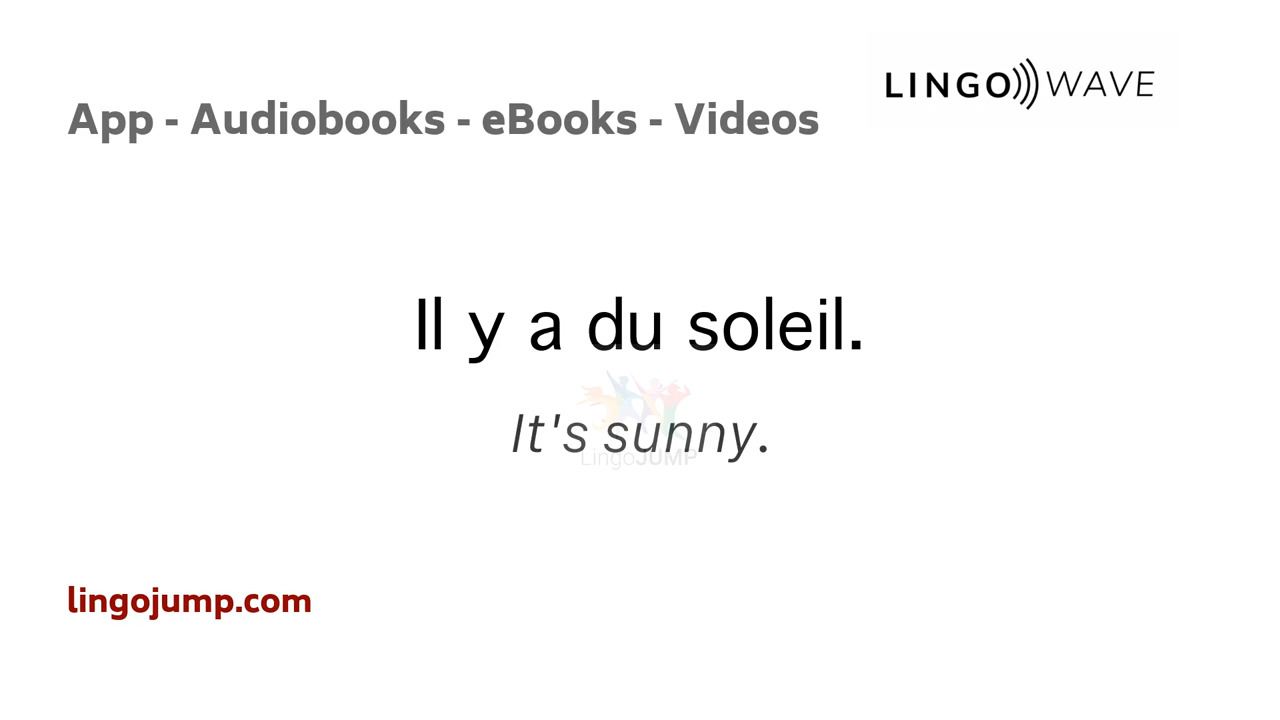 LINGO WAVE
App - Audiobooks - eBooks - Videos
Il y a du soleil.
It's sunny.
LingoJUMP
lingojump.com